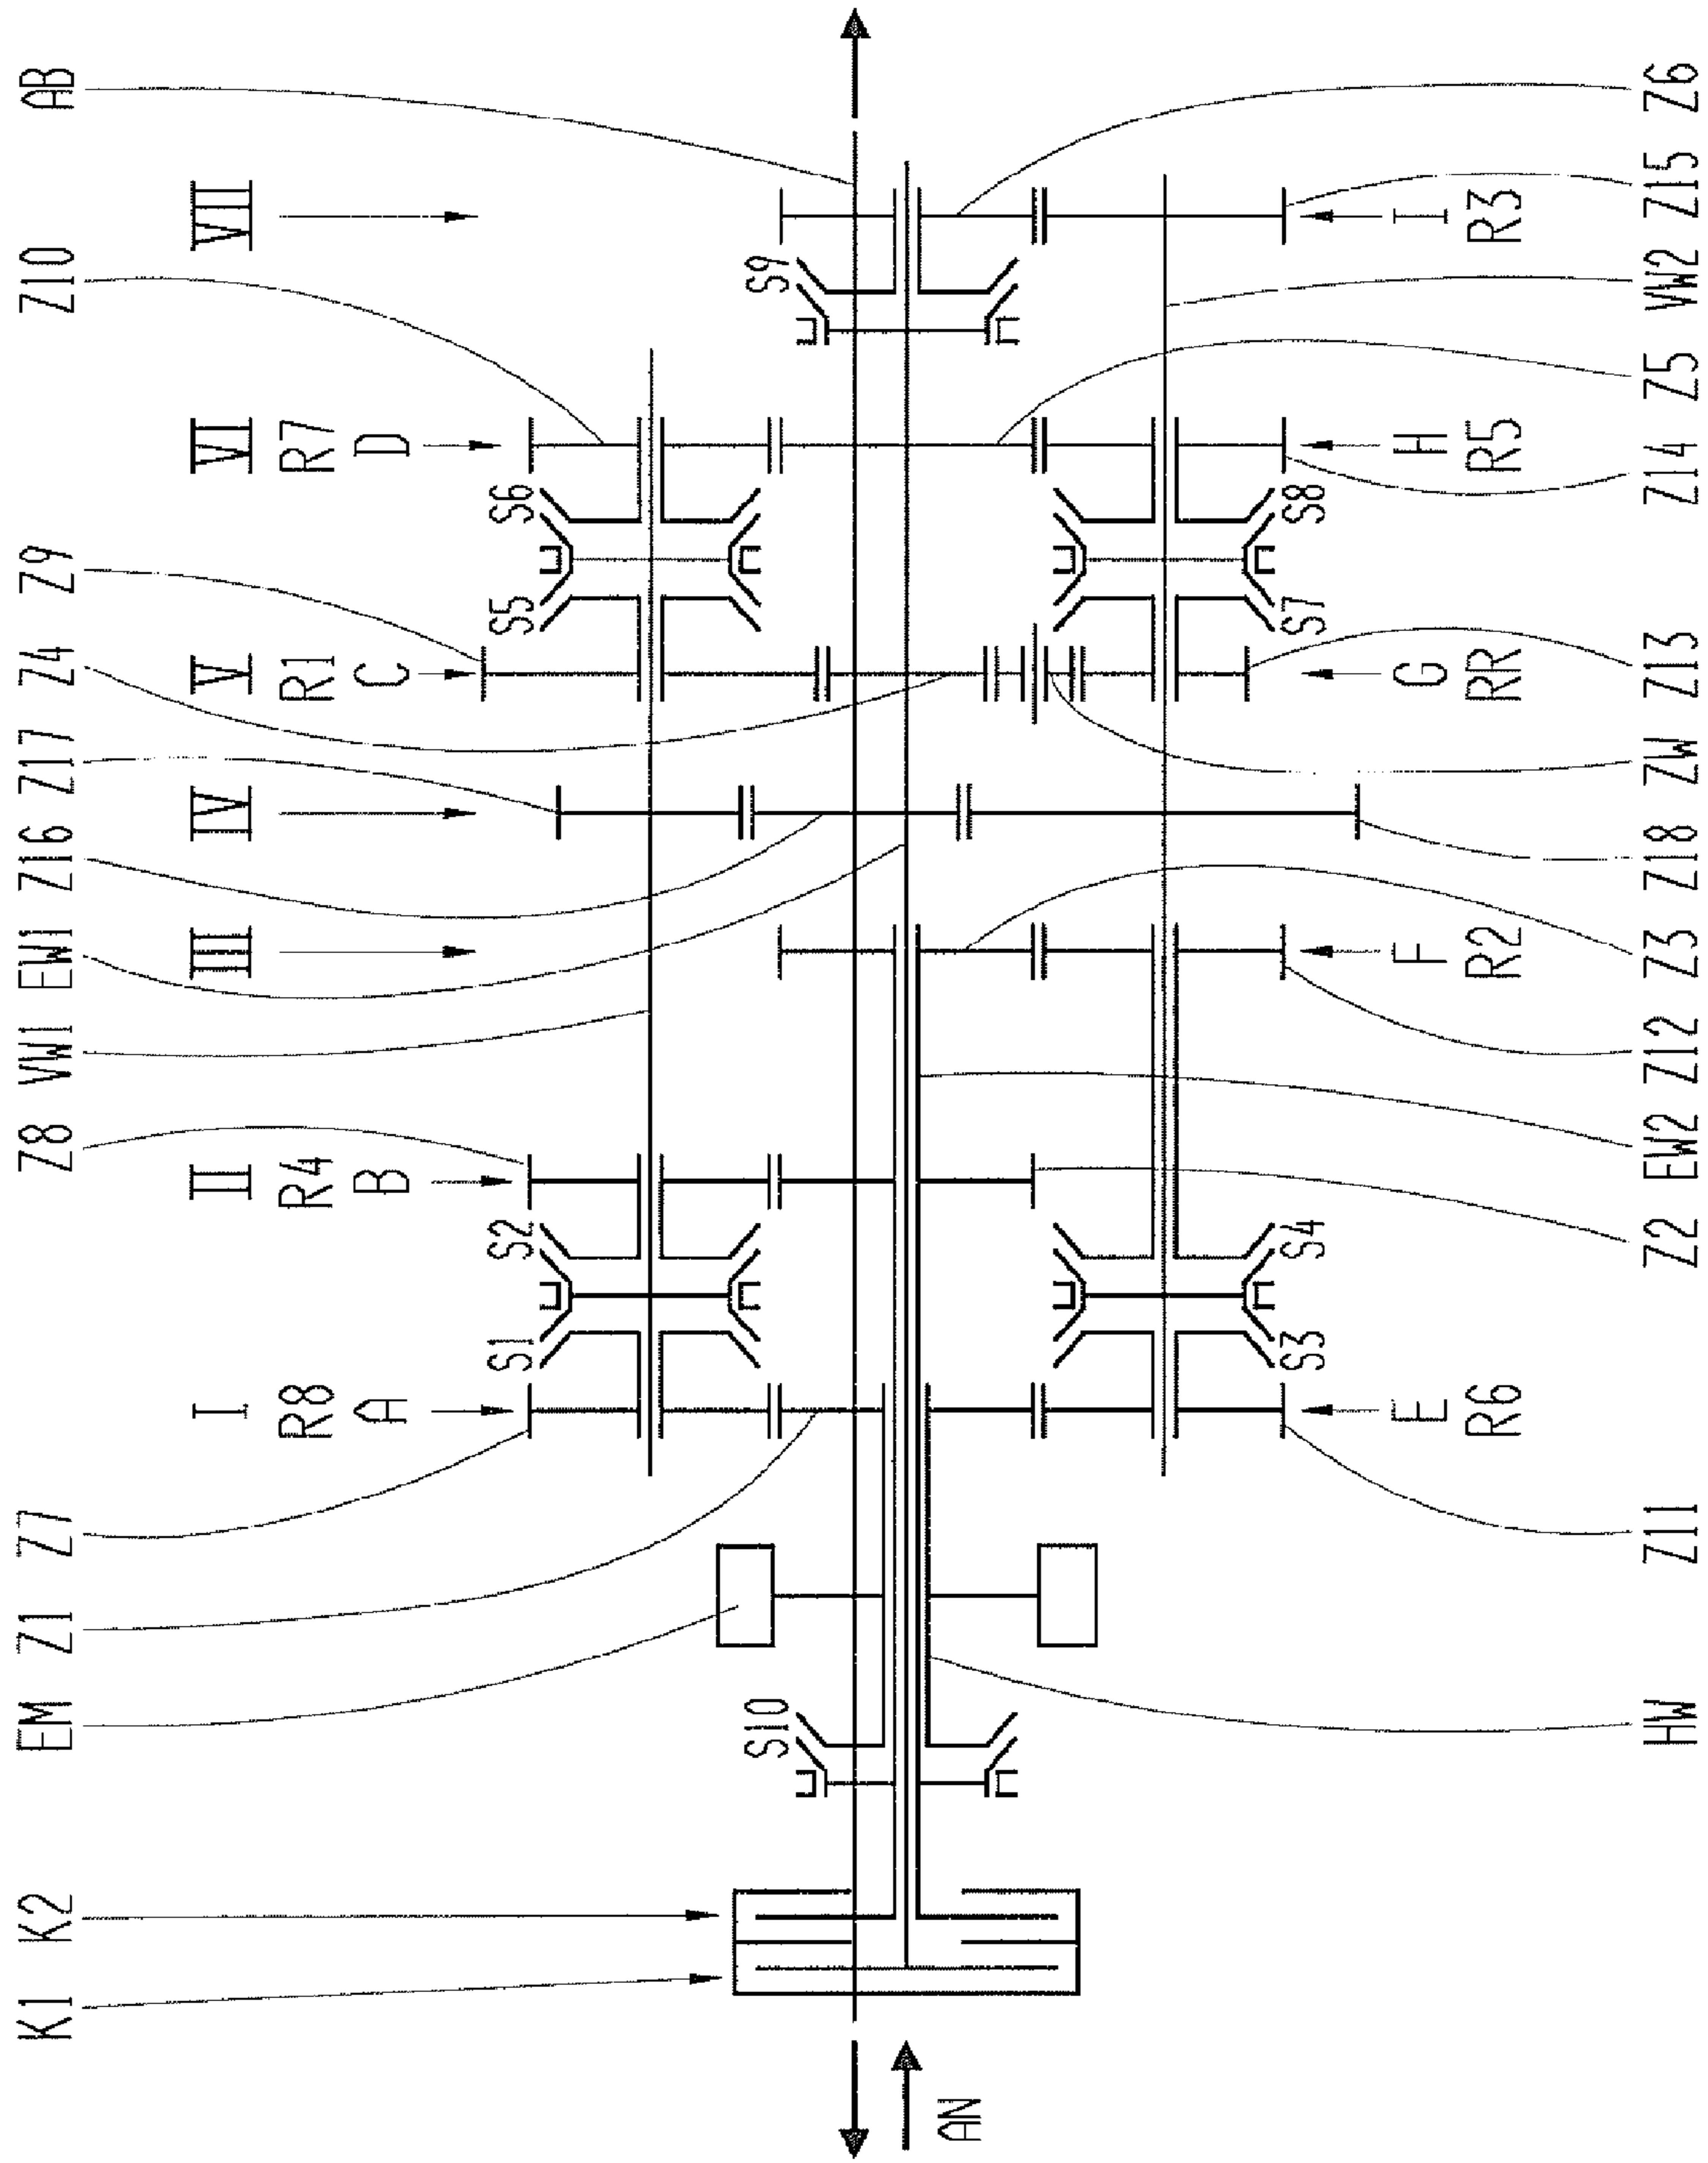 K1 K2 EM Z1 Z7 Z8 VW1 EW1 Z16 Z17 Z4 Z9 Z10 AB
I II III IV V VI VII
R8 R4 R1 R7
A B C D
S1 S2 S5 S6
S10 S9
AN
S3 S4 S7 S8
E F G H I
R6 R2 RR R5 R3
HW Z11 Z2 EW2 Z12 Z3 Z18 ZW Z13 Z14 Z5 VW2 Z15 Z6